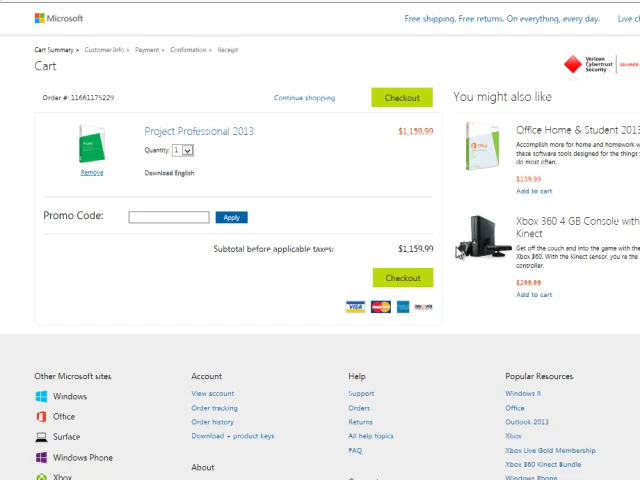 Microsoft
Free shipping. Free returns. On everything, every day.
Live
Cart Summary > Customer Info > Payment > Confirmation > Receipt
Cart
Verizon
Cybertrust
Security
Order #: 11661175229
Continue shopping
Checkout
You might also like
Project Professional 2013
$1,159.99
Quantity: 1
Download English
Remove
Promo Code:
Apply
Subtotal before applicable taxes:
$1,159.99
Checkout
VISA
MasterCard
DISCOVER
Office Home & Student 2013
Accomplish more for home and homework
these software tools designed for the things
do most often.
$139.99
Add to cart
Xbox 360 4 GB Console with
Kinect
Get off the couch and into the game with the
Xbox 360. With the Kinect sensor, you're the
controller.
$299.99
Add to cart
Other Microsoft sites
Windows
Office
Surface
Windows Phone
Xbox
Account
View account
Order tracking
Order history
Download + product keys
About
Help
Support
Orders
Returns
All help topics
FAQ
Popular Resources
Windows 8
Office
Outlook 2013
Xbox
Xbox Live Gold Membership
Xbox 360 Kinect Bundle
Windows Phone